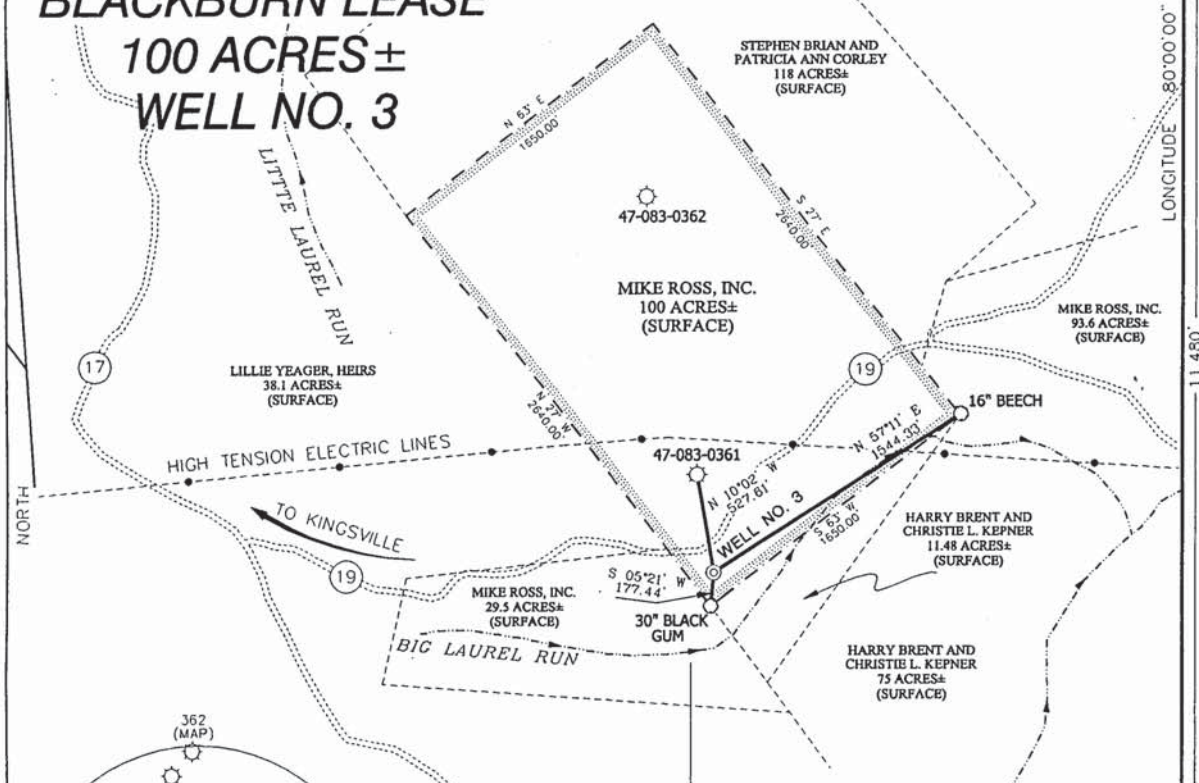 BLACKBURN LEASE
100 ACRES±
WELL NO. 3
STEPHEN BRIAN AND
PATRICIA ANN CORLEY
118 ACRES±
(SURFACE)
LONGITUDE 80°00'00"
N 63° E
1650.00
LITTTE LAUREL RUN
47-083-0362
S 27° E
2640.00
MIKE ROSS, INC.
100 ACRES±
(SURFACE)
MIKE ROSS, INC.
93.6 ACRES±
(SURFACE)
11,480'
17
LILLIE YEAGER, HEIRS
38.1 ACRES±
(SURFACE)
19
N 27° W
2640.00
16" BEECH
HIGH TENSION ELECTRIC LINES
47-083-0361
N 57°11' E
1544.33'
N 10°02' W
527.61'
NORTH
TO KINGSVILLE
WELL NO. 3
S 63° W
1650.00
HARRY BRENT AND
CHRISTIE L. KEPNER
11.48 ACRES±
(SURFACE)
19
MIKE ROSS, INC.
29.5 ACRES±
(SURFACE)
S 05°21' W
177.44'
30" BLACK
GUM
BIG LAUREL RUN
HARRY BRENT AND
CHRISTIE L. KEPNER
75 ACRES±
(SURFACE)
362
(MAP)